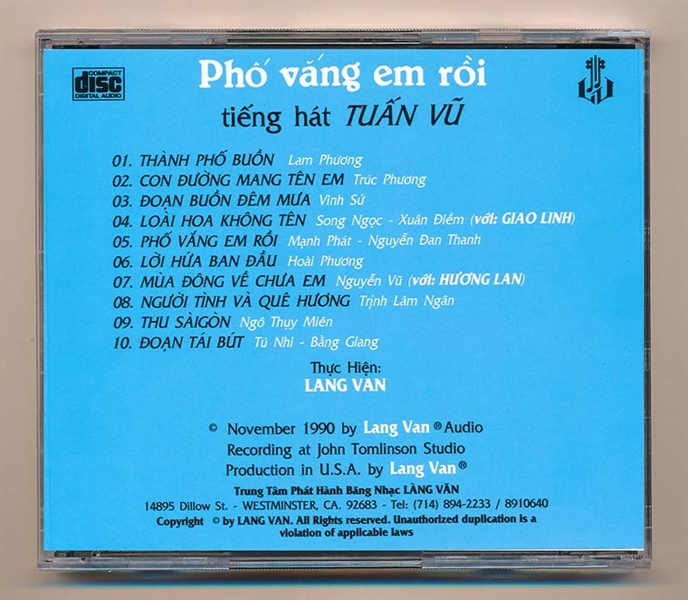 COMPACT
disc
DIGITAL AUDIO
Phố vắng em rồi
tiếng hát TUẤN VŨ
01. THÀNH PHỐ BUỒN Lam Phương
02. CON ĐƯỜNG MANG TÊN EM Trúc Phương
03. ĐOẠN BUỒN ĐÊM MƯA Vinh Sử
04. LOÀI HOA KHÔNG TÊN Song Ngọc - Xuân Điềm (với: GIAO LINH)
05. PHỐ VẮNG EM RỒI Mạnh Phát - Nguyễn Đan Thanh
06. LỜI HỨA BAN ĐẦU Hoài Phương
07. MÙA ĐÔNG VỀ CHƯA EM Nguyễn Vũ (với: HƯƠNG LAN)
08. NGƯỜI TÌNH VÀ QUÊ HƯƠNG Trịnh Lâm Ngân
09. THU SÀIGÒN Ngô Thụy Miên
10. ĐOẠN TÁI BÚT Tú Nhi - Bằng Giang
Thực Hiện:
LANG VAN
© November 1990 by Lang Van ® Audio
Recording at John Tomlinson Studio
Production in U.S.A. by Lang Van ®
Trung Tâm Phát Hành Băng Nhạc LÀNG VĂN
14895 Dillow St. - WESTMINSTER, CA. 92683 - Tel: (714) 894-2233 / 8910640
Copyright © by LANG VAN. All Rights reserved. Unauthorized duplication is a
violation of applicable laws